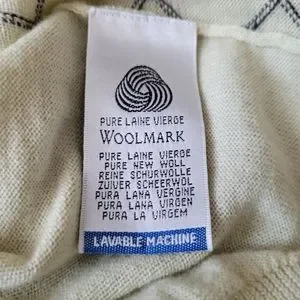 PURE LAINE VIERGE
WOOLMARK
PURE LAINE VIERGE
PURE NEW WOLL
REINE SCHURWOLLE
ZUIVER SCHEERWOL
PURA LANA VERGINE
PURA LANA VIRGEN
PURA LA VIRGEM
LAVABLE MACHINE